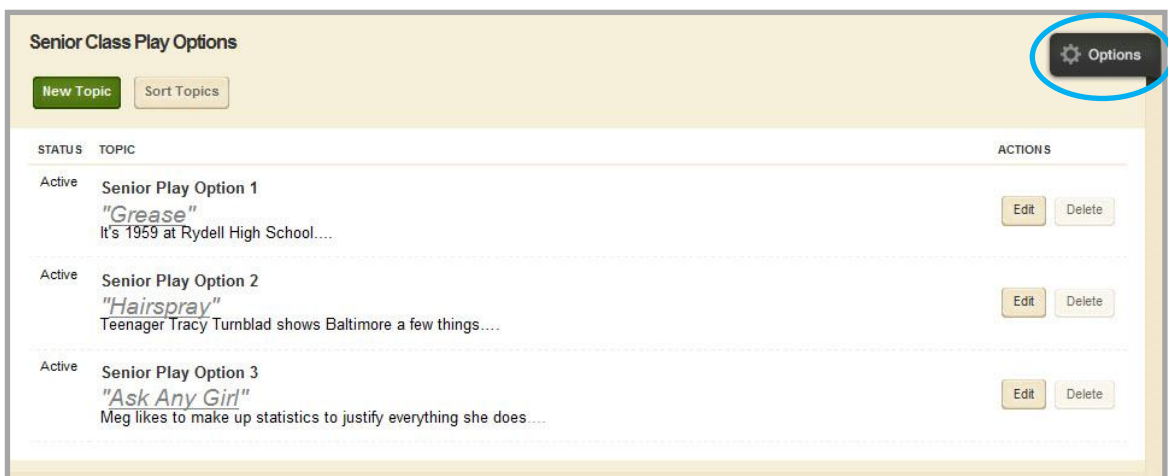 Senior Class Play Options
Options
New Topic Sort Topics
STATUS TOPIC ACTIONS
Active Senior Play Option 1
"Grease"
It's 1959 at Rydell High School....
Edit Delete
Active Senior Play Option 2
"Hairspray"
Teenager Tracy Turnblad shows Baltimore a few things....
Edit Delete
Active Senior Play Option 3
"Ask Any Girl"
Meg likes to make up statistics to justify everything she does....
Edit Delete